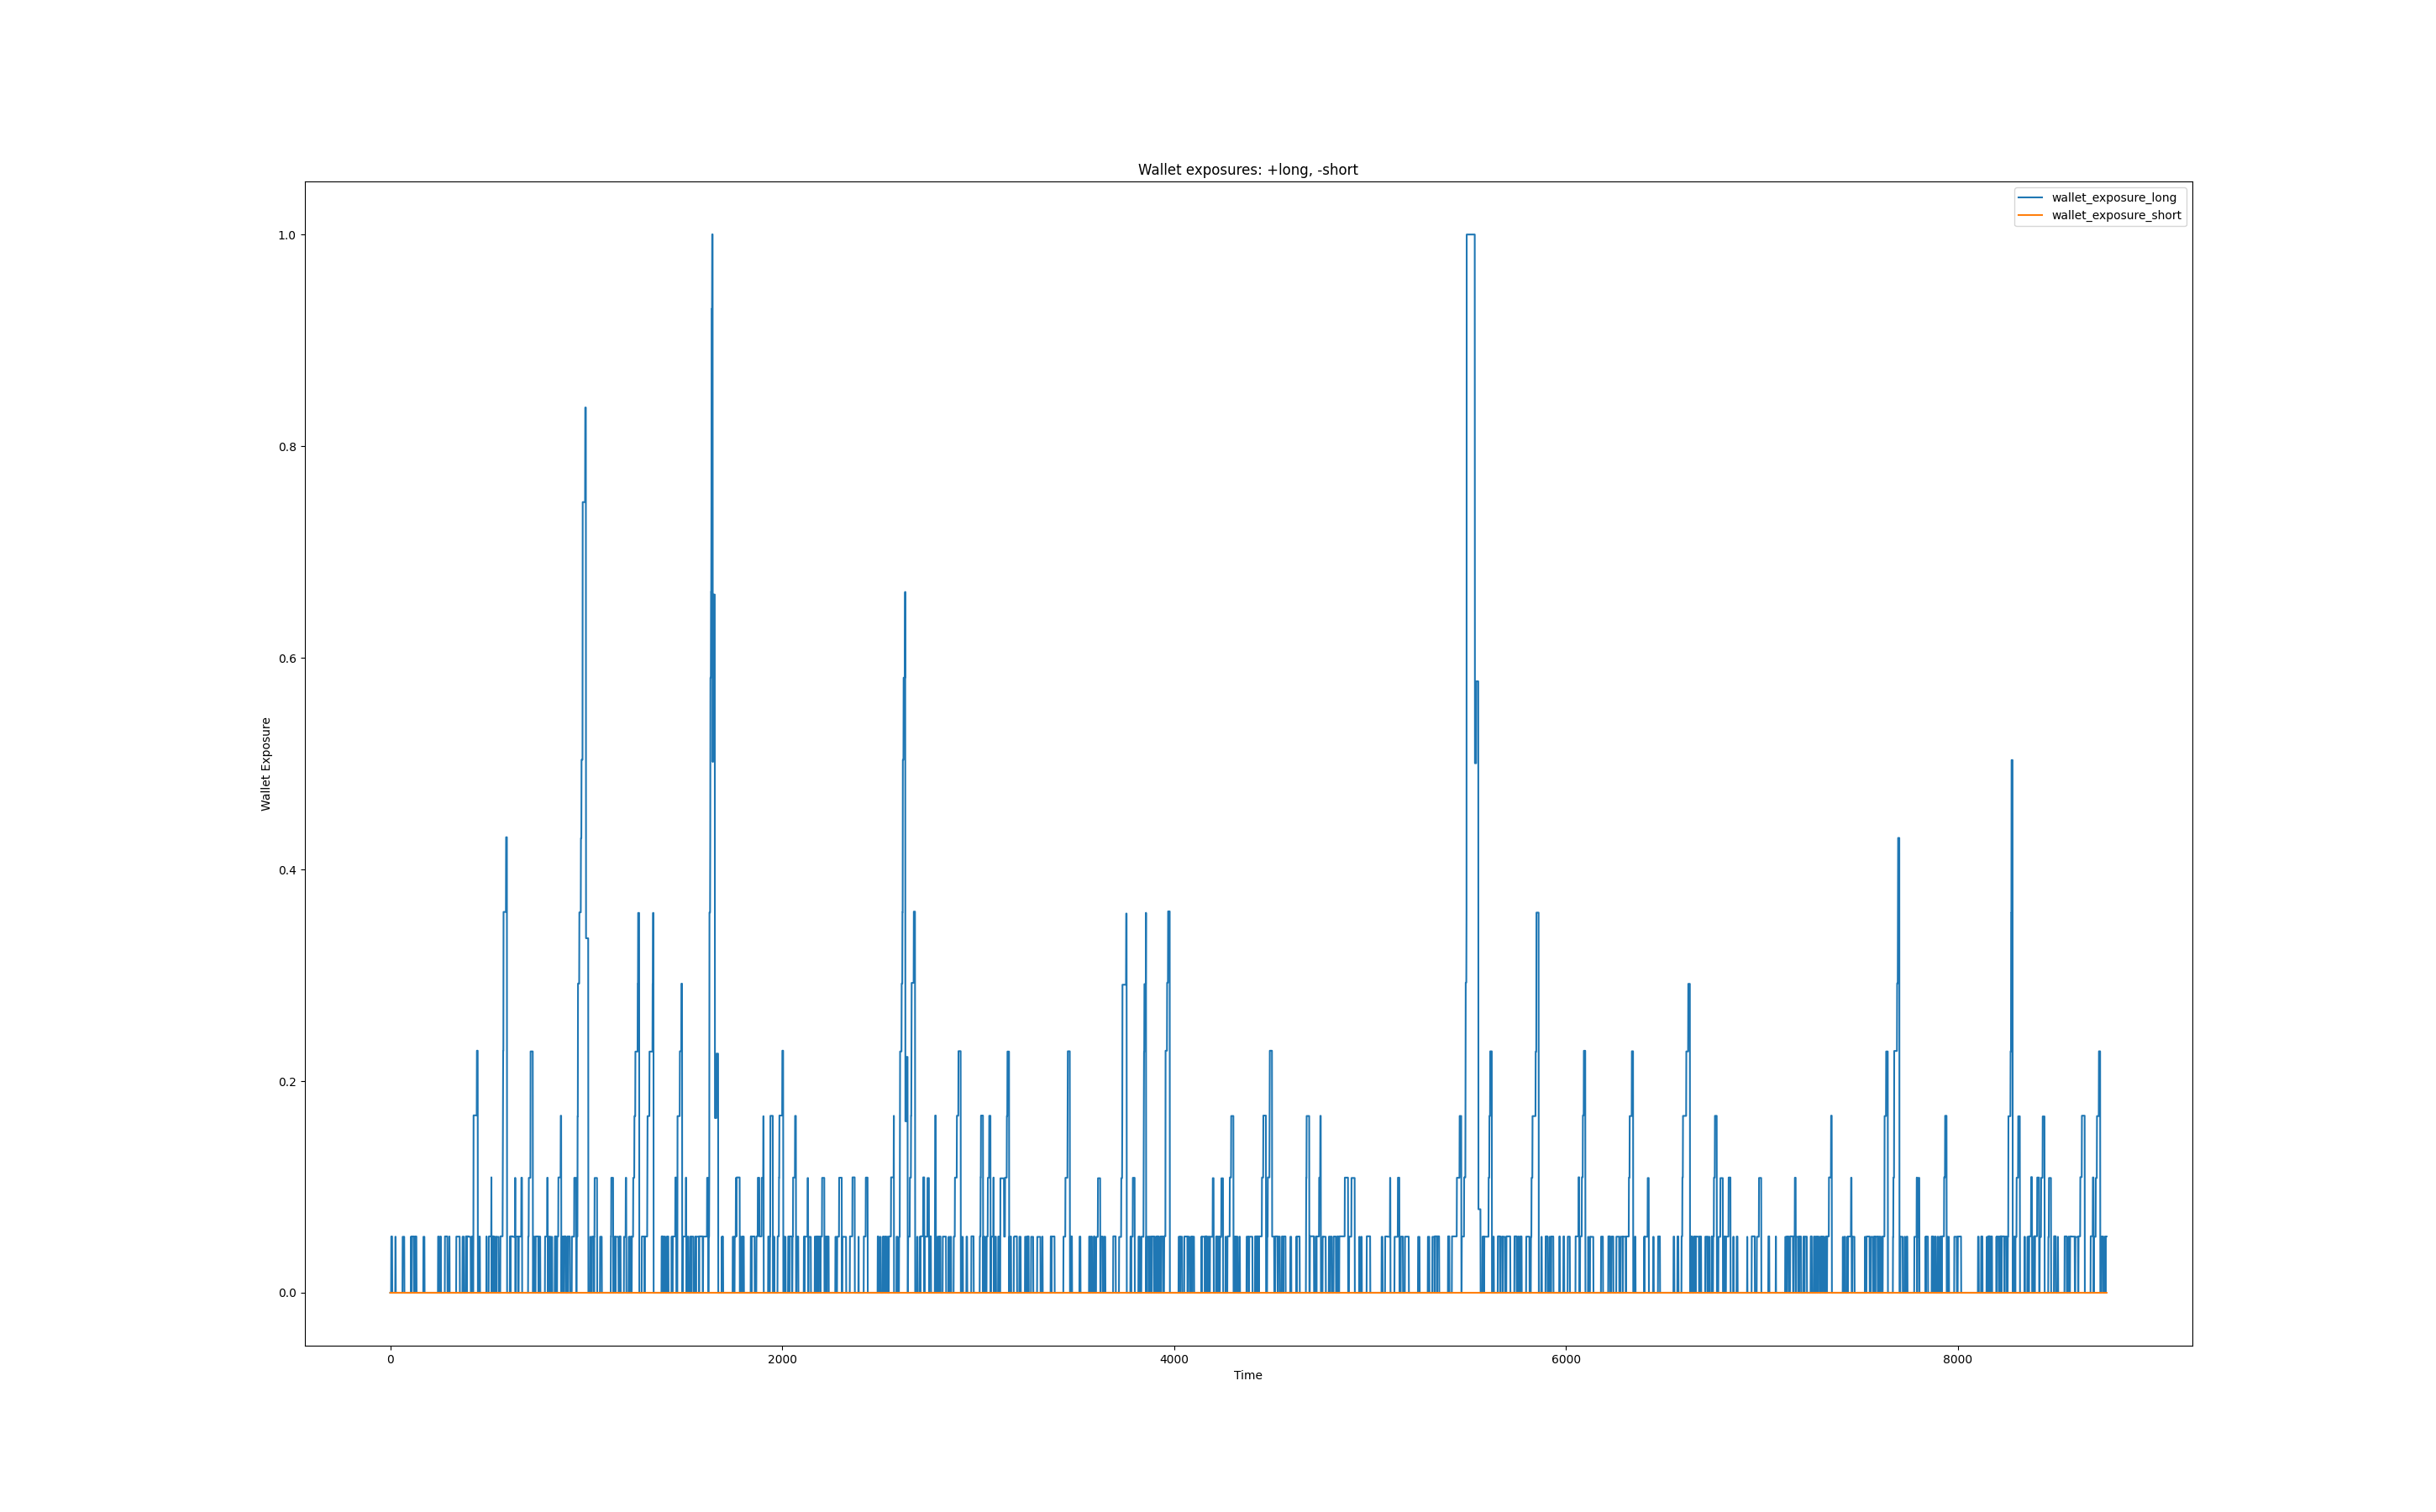 Wallet exposures: +long, -short
wallet_exposure_long
wallet_exposure_short
1.0
0.8
0.6
0.4
0.2
0.0
Wallet Exposure
0 2000 4000 6000 8000
Time